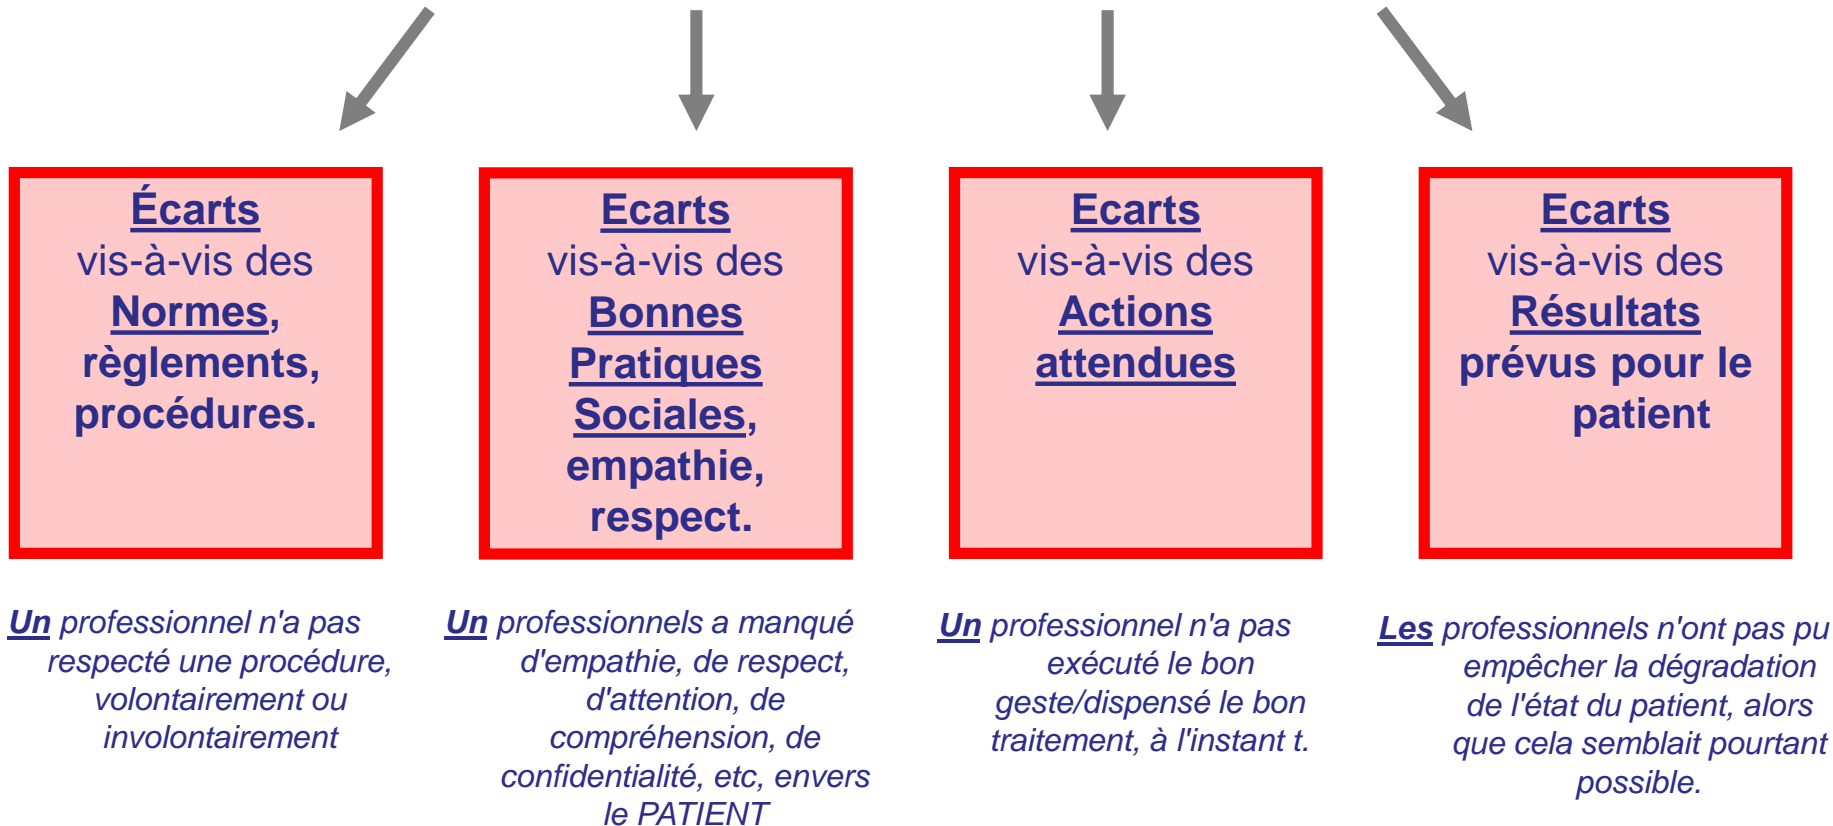 Écarts
vis-à-vis des
Normes,
règlements,
procédures.
Ecarts
vis-à-vis des
Bonnes
Pratiques
Sociales,
empathie,
respect.
Ecarts
vis-à-vis des
Actions
attendues
Ecarts
vis-à-vis des
Résultats
prévus pour le
patient
Un professionnel n'a pas
respecté une procédure,
volontairement ou
involontairement
Un professionnels a manqué
d'empathie, de respect,
d'attention, de
compréhension, de
confidentialité, etc, envers
le PATIENT
Un professionnel n'a pas
exécuté le bon
geste/dispensé le bon
traitement, à l'instant t.
Les professionnels n'ont pas pu
empêcher la dégradation
de l'état du patient, alors
que cela semblait pourtant
possible.